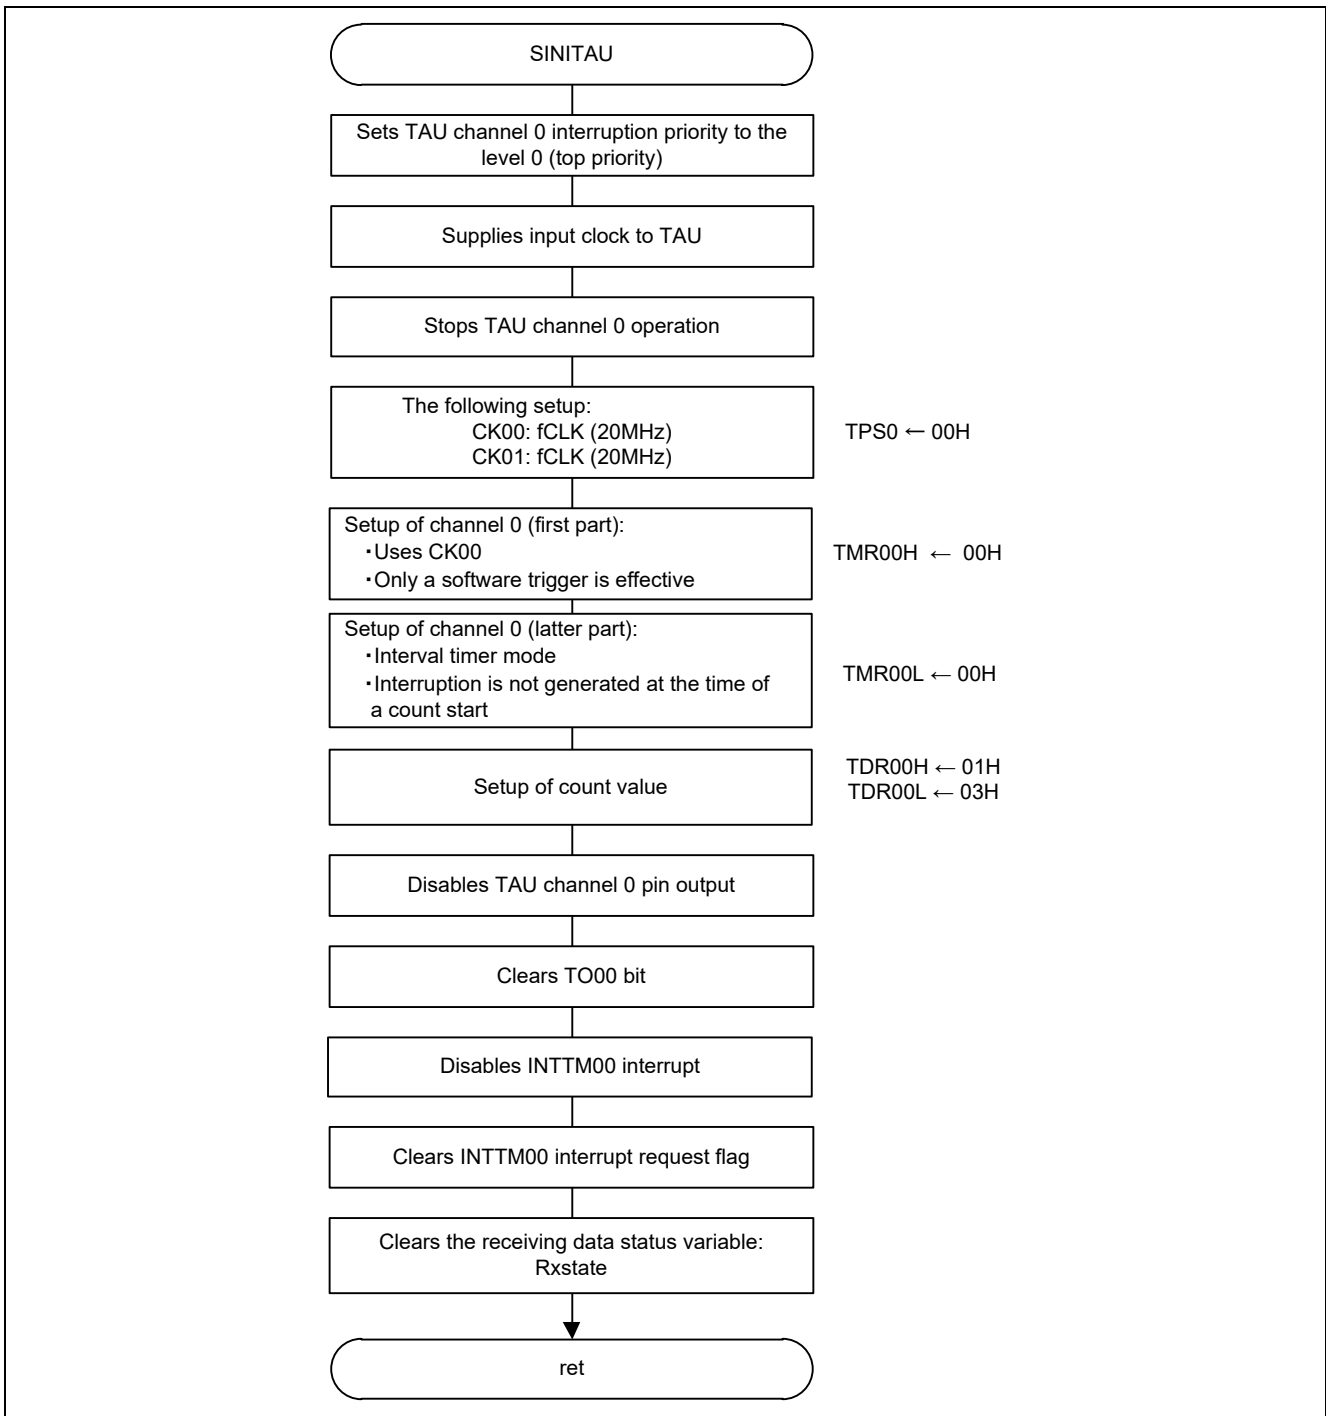 SINITAU
Sets TAU channel 0 interruption priority to the
level 0 (top priority)
Supplies input clock to TAU
Stops TAU channel 0 operation
The following setup:
CK00: fCLK (20MHz)
CK01: fCLK (20MHz)
TPS0 ← 00H
Setup of channel 0 (first part):
・Uses CK00
・Only a software trigger is effective
TMR00H ← 00H
Setup of channel 0 (latter part):
・Interval timer mode
・Interruption is not generated at the time of
a count start
TMR00L ← 00H
Setup of count value
TDR00H ← 01H
TDR00L ← 03H
Disables TAU channel 0 pin output
Clears TO00 bit
Disables INTTM00 interrupt
Clears INTTM00 interrupt request flag
Clears the receiving data status variable:
Rxstate
ret